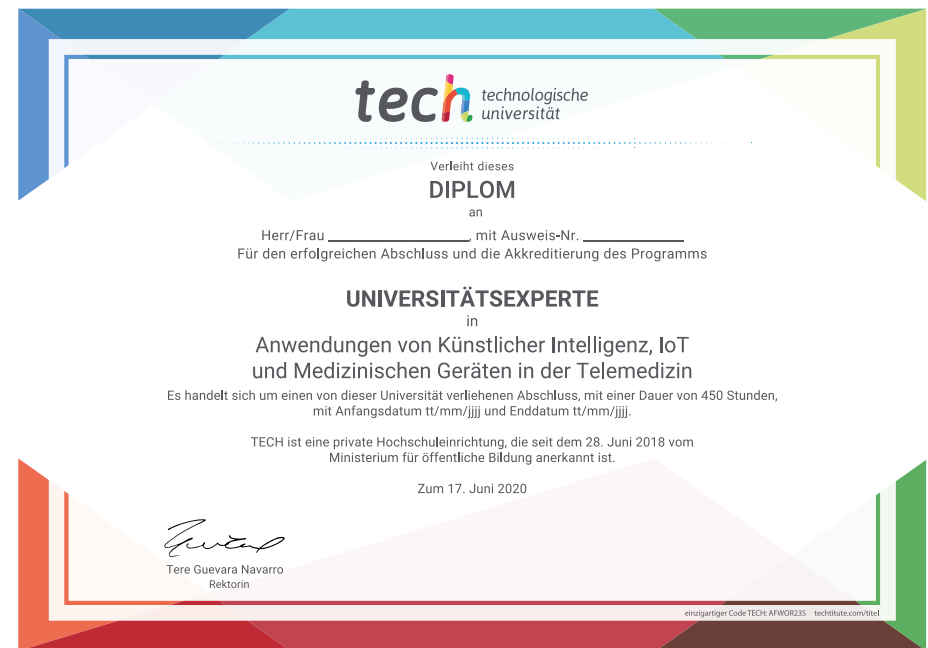 tech technologische
universität
Verleiht dieses
DIPLOM
an
Herr/Frau ____________________, mit Ausweis-Nr. ______________
Für den erfolgreichen Abschluss und die Akkreditierung des Programms
UNIVERSITÄTSEXPERTE
in
Anwendungen von Künstlicher Intelligenz, IoT
und Medizinischen Geräten in der Telemedizin
Es handelt sich um einen von dieser Universität verliehenen Abschluss, mit einer Dauer von 450 Stunden,
mit Anfangsdatum tt/mm/jjjj und Enddatum tt/mm/jjjj.
TECH ist eine private Hochschuleinrichtung, die seit dem 28. Juni 2018 vom
Ministerium für öffentliche Bildung anerkannt ist.
Zum 17. Juni 2020
Tere Guevara Navarro
Rektorin
einzigartiger Code TECH: AFWOR23S techtitute.com/titel